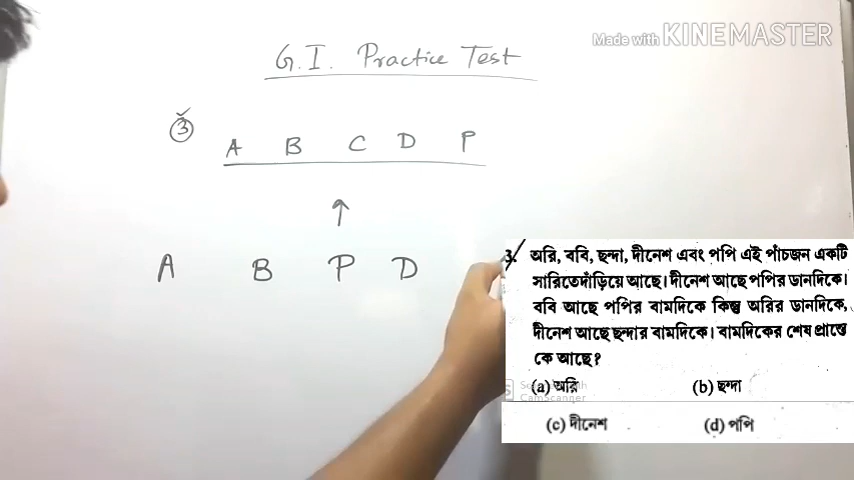 Made with KINEMASTER
G.I. Practice Test
3
A B C D P
↑
A B P D
3. অরি, ববি, ছন্দা, দীনেশ এবং পপি এই পাঁচজন একটি
সারিতেদাঁড়িয়ে আছে। দীনেশ আছে পপির ডানদিকে।
ববি আছে পপির বামদিকে কিন্তু অরির ডানদিকে,
দীনেশ আছে ছন্দার বামদিকে। বামদিকের শেষ প্রান্তে
কে আছে?
(a) অরি (b) ছন্দা
CamScanner
(c) দীনেশ (d) পপি